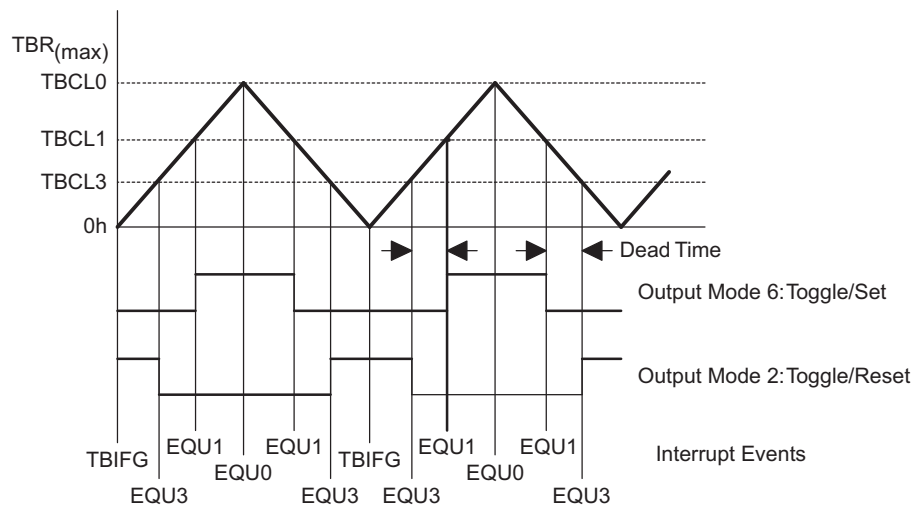 TBR(max)
TBCL0
TBCL1
TBCL3
0h
Dead Time
Output Mode 6:Toggle/Set
Output Mode 2:Toggle/Reset
EQU1 EQU1 EQU1 EQU1
TBIFG TBIFG Interrupt Events
EQU0 EQU0
EQU3 EQU3 EQU3 EQU3